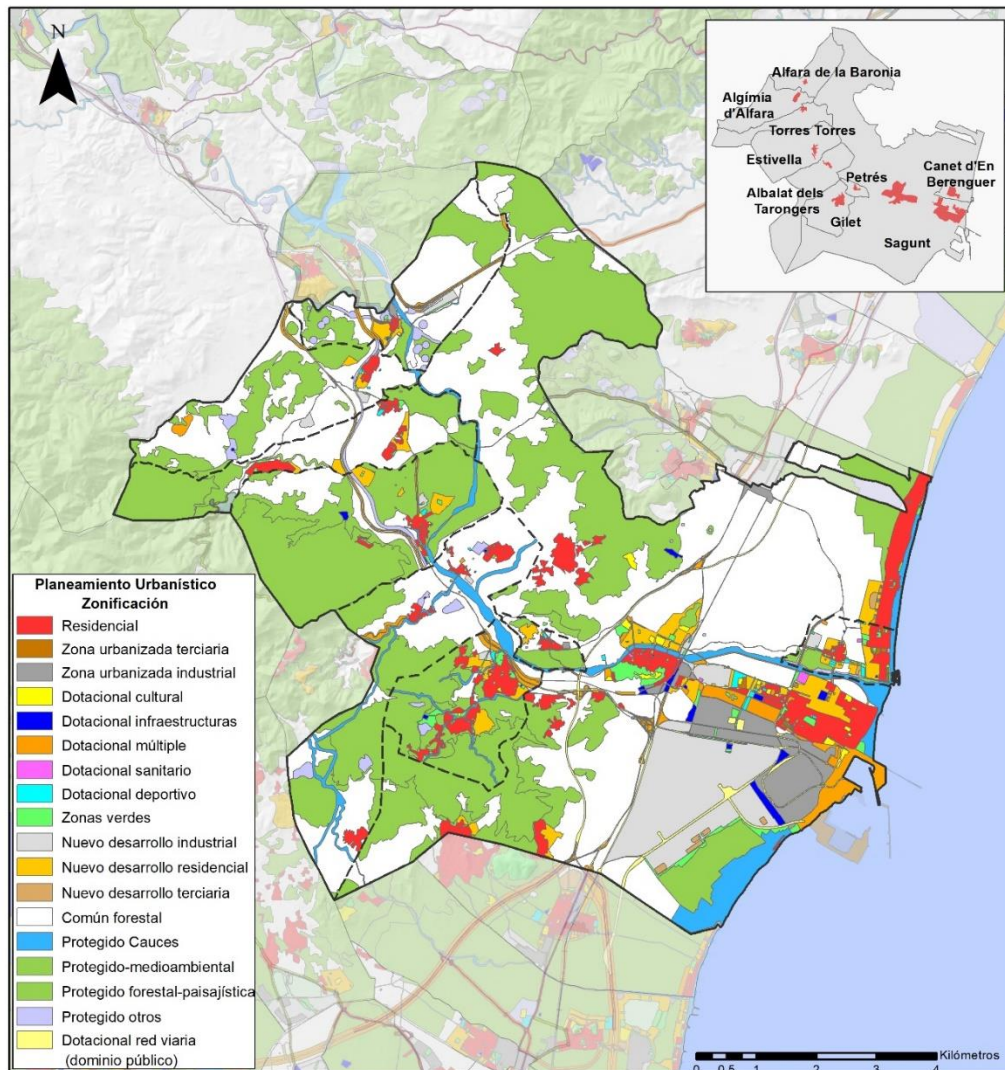 N
Alfara de la Baronia
Algímia
d'Alfara
Torres Torres
Estivella
Petrés
Canet d'En
Berenguer
Albalat dels
Tarongers
Gilet
Sagunt
Planeamiento Urbanístico
Zonificación
Residencial
Zona urbanizada terciaria
Zona urbanizada industrial
Dotacional cultural
Dotacional infraestructuras
Dotacional múltiple
Dotacional sanitario
Dotacional deportivo
Zonas verdes
Nuevo desarrollo industrial
Nuevo desarrollo residencial
Nuevo desarrollo terciaria
Común forestal
Protegido Cauces
Protegido-medioambiental
Protegido forestal-paisajística
Protegido otros
Dotacional red viaria
(dominio público)
Kilómetros
0 0,5 1 2 3 4